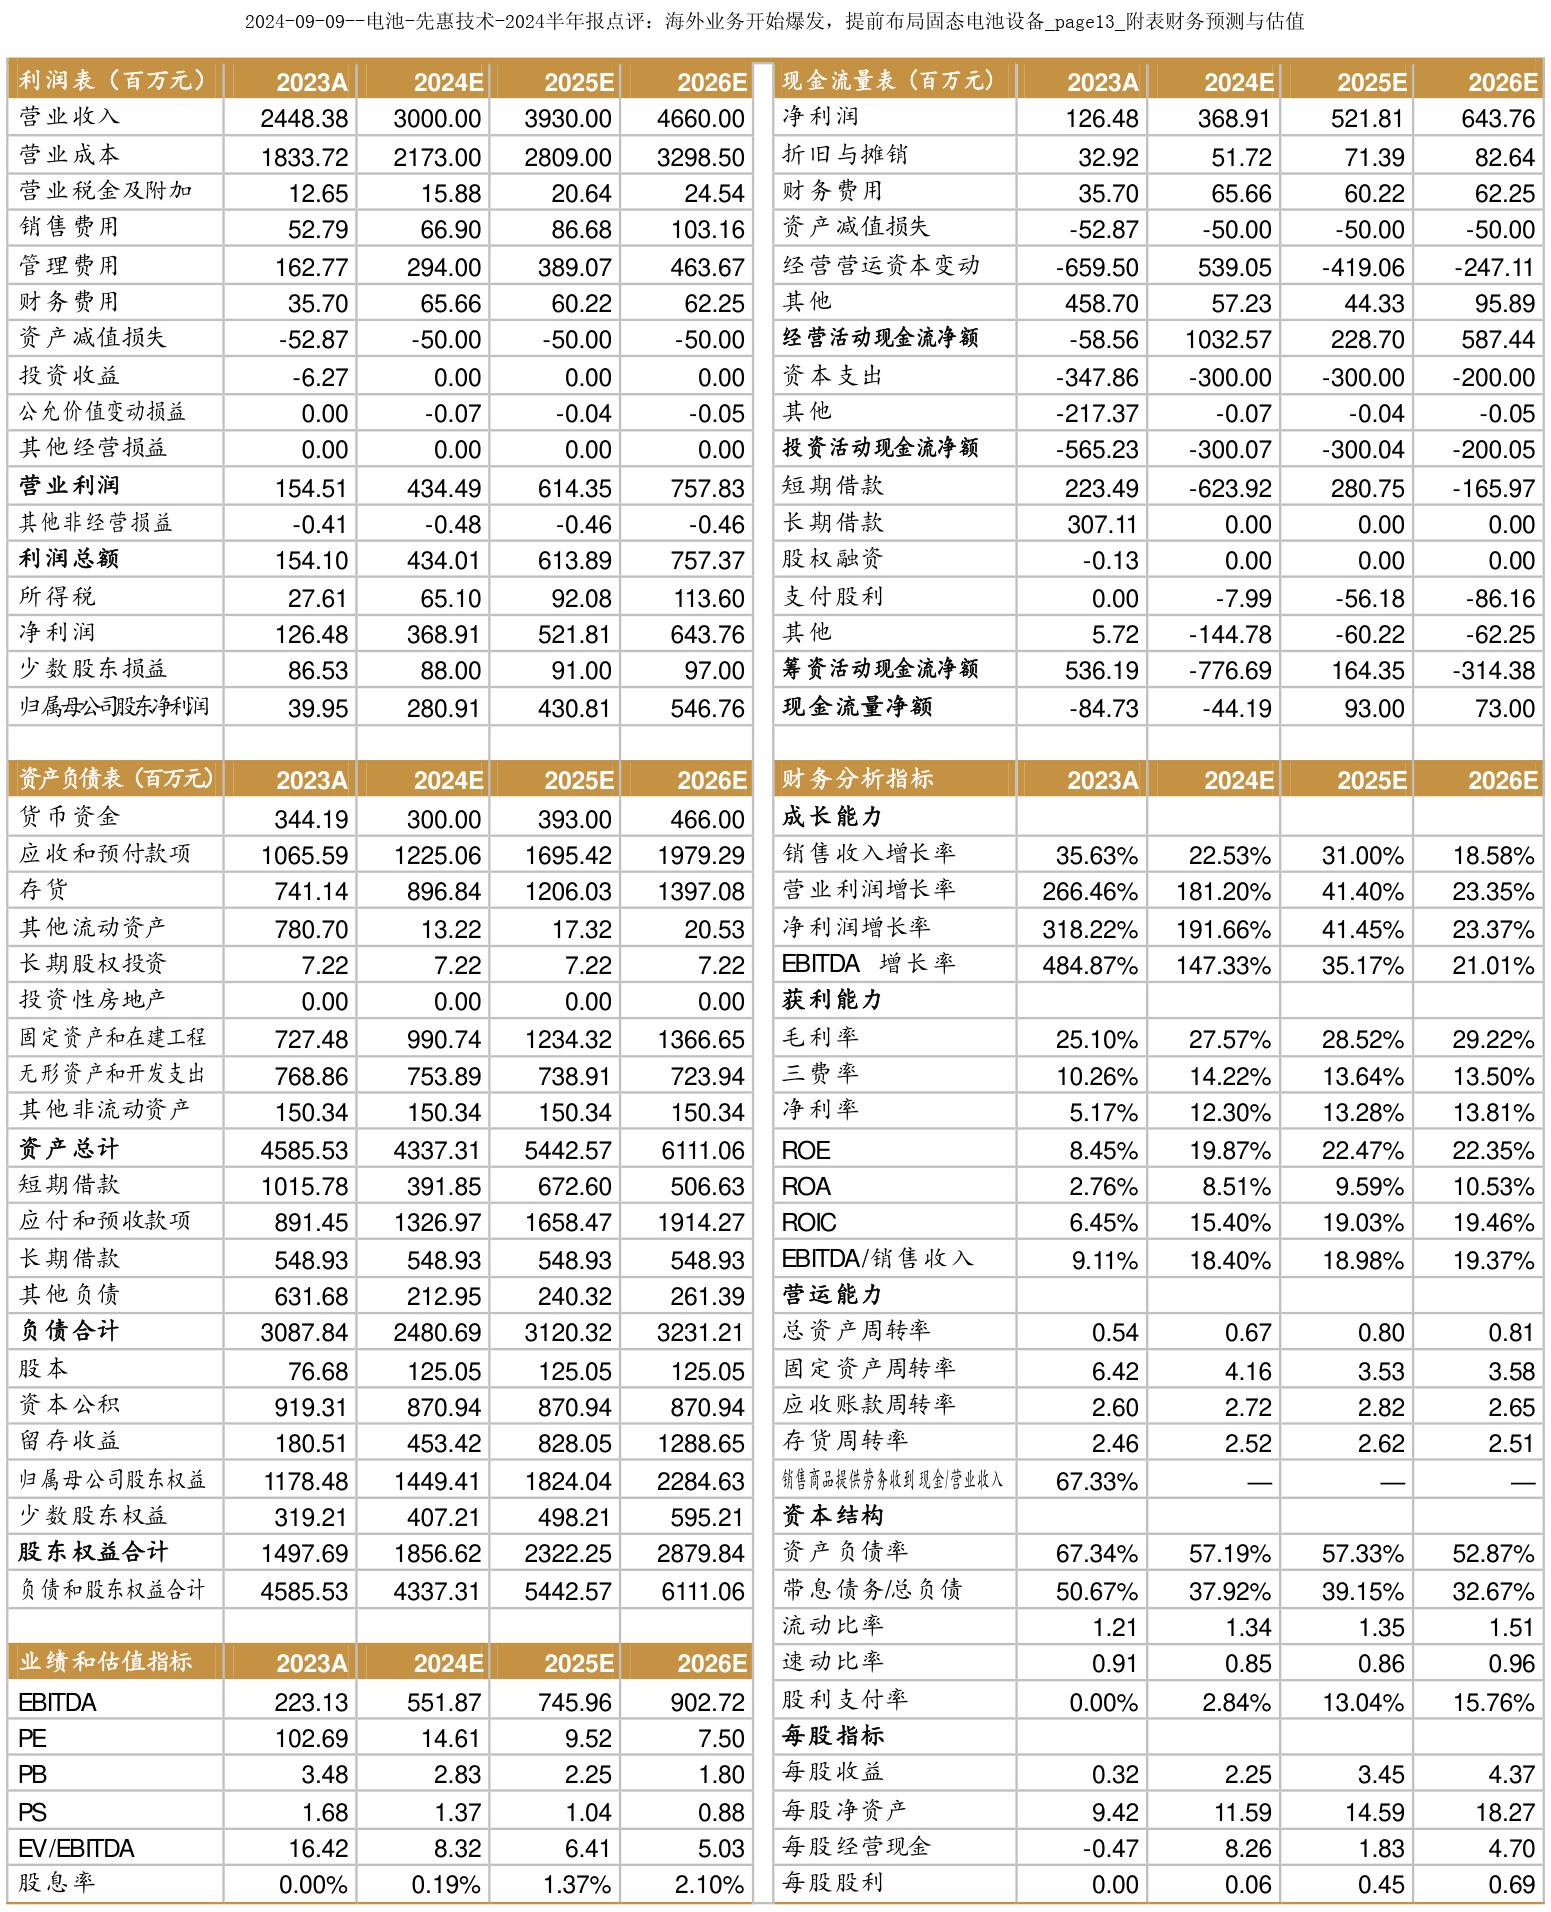 2024-09-09--电池-先惠技术-2024半年报点评：海外业务开始爆发，提前布局固态电池设备_page13_附表财务预测与估值
利润表（百万元） 2023A 2024E 2025E 2026E
营业收入 2448.38 3000.00 3930.00 4660.00
营业成本 1833.72 2173.00 2809.00 3298.50
营业税金及附加 12.65 15.88 20.64 24.54
销售费用 52.79 66.90 86.68 103.16
管理费用 162.77 294.00 389.07 463.67
财务费用 35.70 65.66 60.22 62.25
资产减值损失 -52.87 -50.00 -50.00 -50.00
投资收益 -6.27 0.00 0.00 0.00
公允价值变动损益 0.00 -0.07 -0.04 -0.05
其他经营损益 0.00 0.00 0.00 0.00
营业利润 154.51 434.49 614.35 757.83
其他非经营损益 -0.41 -0.48 -0.46 -0.46
利润总额 154.10 434.01 613.89 757.37
所得税 27.61 65.10 92.08 113.60
净利润 126.48 368.91 521.81 643.76
少数股东损益 86.53 88.00 91.00 97.00
归属母公司股东净利润 39.95 280.91 430.81 546.76
资产负债表（百万元） 2023A 2024E 2025E 2026E
货币资金 344.19 300.00 393.00 466.00
应收和预付款项 1065.59 1225.06 1695.42 1979.29
存货 741.14 896.84 1206.03 1397.08
其他流动资产 780.70 13.22 17.32 20.53
长期股权投资 7.22 7.22 7.22 7.22
投资性房地产 0.00 0.00 0.00 0.00
固定资产和在建工程 727.48 990.74 1234.32 1366.65
无形资产和开发支出 768.86 753.89 738.91 723.94
其他非流动资产 150.34 150.34 150.34 150.34
资产总计 4585.53 4337.31 5442.57 6111.06
短期借款 1015.78 391.85 672.60 506.63
应付和预收款项 891.45 1326.97 1658.47 1914.27
长期借款 548.93 548.93 548.93 548.93
其他负债 631.68 212.95 240.32 261.39
负债合计 3087.84 2480.69 3120.32 3231.21
股本 76.68 125.05 125.05 125.05
资本公积 919.31 870.94 870.94 870.94
留存收益 180.51 453.42 828.05 1288.65
归属母公司股东权益 1178.48 1449.41 1824.04 2284.63
少数股东权益 319.21 407.21 498.21 595.21
股东权益合计 1497.69 1856.62 2322.25 2879.84
负债和股东权益合计 4585.53 4337.31 5442.57 6111.06
业绩和估值指标 2023A 2024E 2025E 2026E
EBITDA 223.13 551.87 745.96 902.72
PE 102.69 14.61 9.52 7.50
PB 3.48 2.83 2.25 1.80
PS 1.68 1.37 1.04 0.88
EV/EBITDA 16.42 8.32 6.41 5.03
股息率 0.00% 0.19% 1.37% 2.10%
现金流量表（百万元） 2023A 2024E 2025E 2026E
净利润 126.48 368.91 521.81 643.76
折旧与摊销 32.92 51.72 71.39 82.64
财务费用 35.70 65.66 60.22 62.25
资产减值损失 -52.87 -50.00 -50.00 -50.00
经营营运资本变动 -659.50 539.05 -419.06 -247.11
其他 458.70 57.23 44.33 95.89
经营活动现金流净额 -58.56 1032.57 228.70 587.44
资本支出 -347.86 -300.00 -300.00 -200.00
其他 -217.37 -0.07 -0.04 -0.05
投资活动现金流净额 -565.23 -300.07 -300.04 -200.05
短期借款 223.49 -623.92 280.75 -165.97
长期借款 307.11 0.00 0.00 0.00
股权融资 -0.13 0.00 0.00 0.00
支付股利 0.00 -7.99 -56.18 -86.16
其他 5.72 -144.78 -60.22 -62.25
筹资活动现金流净额 536.19 -776.69 164.35 -314.38
现金流量净额 -84.73 -44.19 93.00 73.00
财务分析指标 2023A 2024E 2025E 2026E
成长能力
销售收入增长率 35.63% 22.53% 31.00% 18.58%
营业利润增长率 266.46% 181.20% 41.40% 23.35%
净利润增长率 318.22% 191.66% 41.45% 23.37%
EBITDA 增长率 484.87% 147.33% 35.17% 21.01%
获利能力
毛利率 25.10% 27.57% 28.52% 29.22%
三费率 10.26% 14.22% 13.64% 13.50%
净利率 5.17% 12.30% 13.28% 13.81%
ROE 8.45% 19.87% 22.47% 22.35%
ROA 2.76% 8.51% 9.59% 10.53%
ROIC 6.45% 15.40% 19.03% 19.46%
EBITDA/销售收入 9.11% 18.40% 18.98% 19.37%
营运能力
总资产周转率 0.54 0.67 0.80 0.81
固定资产周转率 6.42 4.16 3.53 3.58
应收账款周转率 2.60 2.72 2.82 2.65
存货周转率 2.46 2.52 2.62 2.51
销售商品提供劳务收到现金/营业收入 67.33% — — —
资本结构
资产负债率 67.34% 57.19% 57.33% 52.87%
带息债务/总负债 50.67% 37.92% 39.15% 32.67%
流动比率 1.21 1.34 1.35 1.51
速动比率 0.91 0.85 0.86 0.96
股利支付率 0.00% 2.84% 13.04% 15.76%
每股指标
每股收益 0.32 2.25 3.45 4.37
每股净资产 9.42 11.59 14.59 18.27
每股经营现金 -0.47 8.26 1.83 4.70
每股股利 0.00 0.06 0.45 0.69